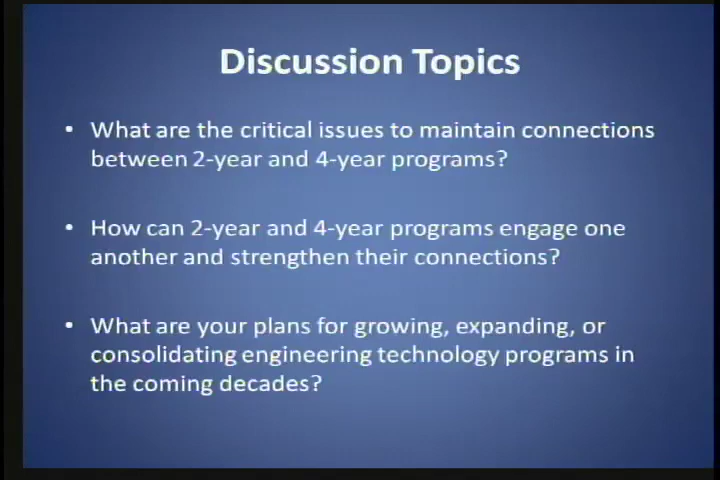 Discussion Topics
• What are the critical issues to maintain connections
between 2-year and 4-year programs?
• How can 2-year and 4-year programs engage one
another and strengthen their connections?
• What are your plans for growing, expanding, or
consolidating engineering technology programs in
the coming decades?